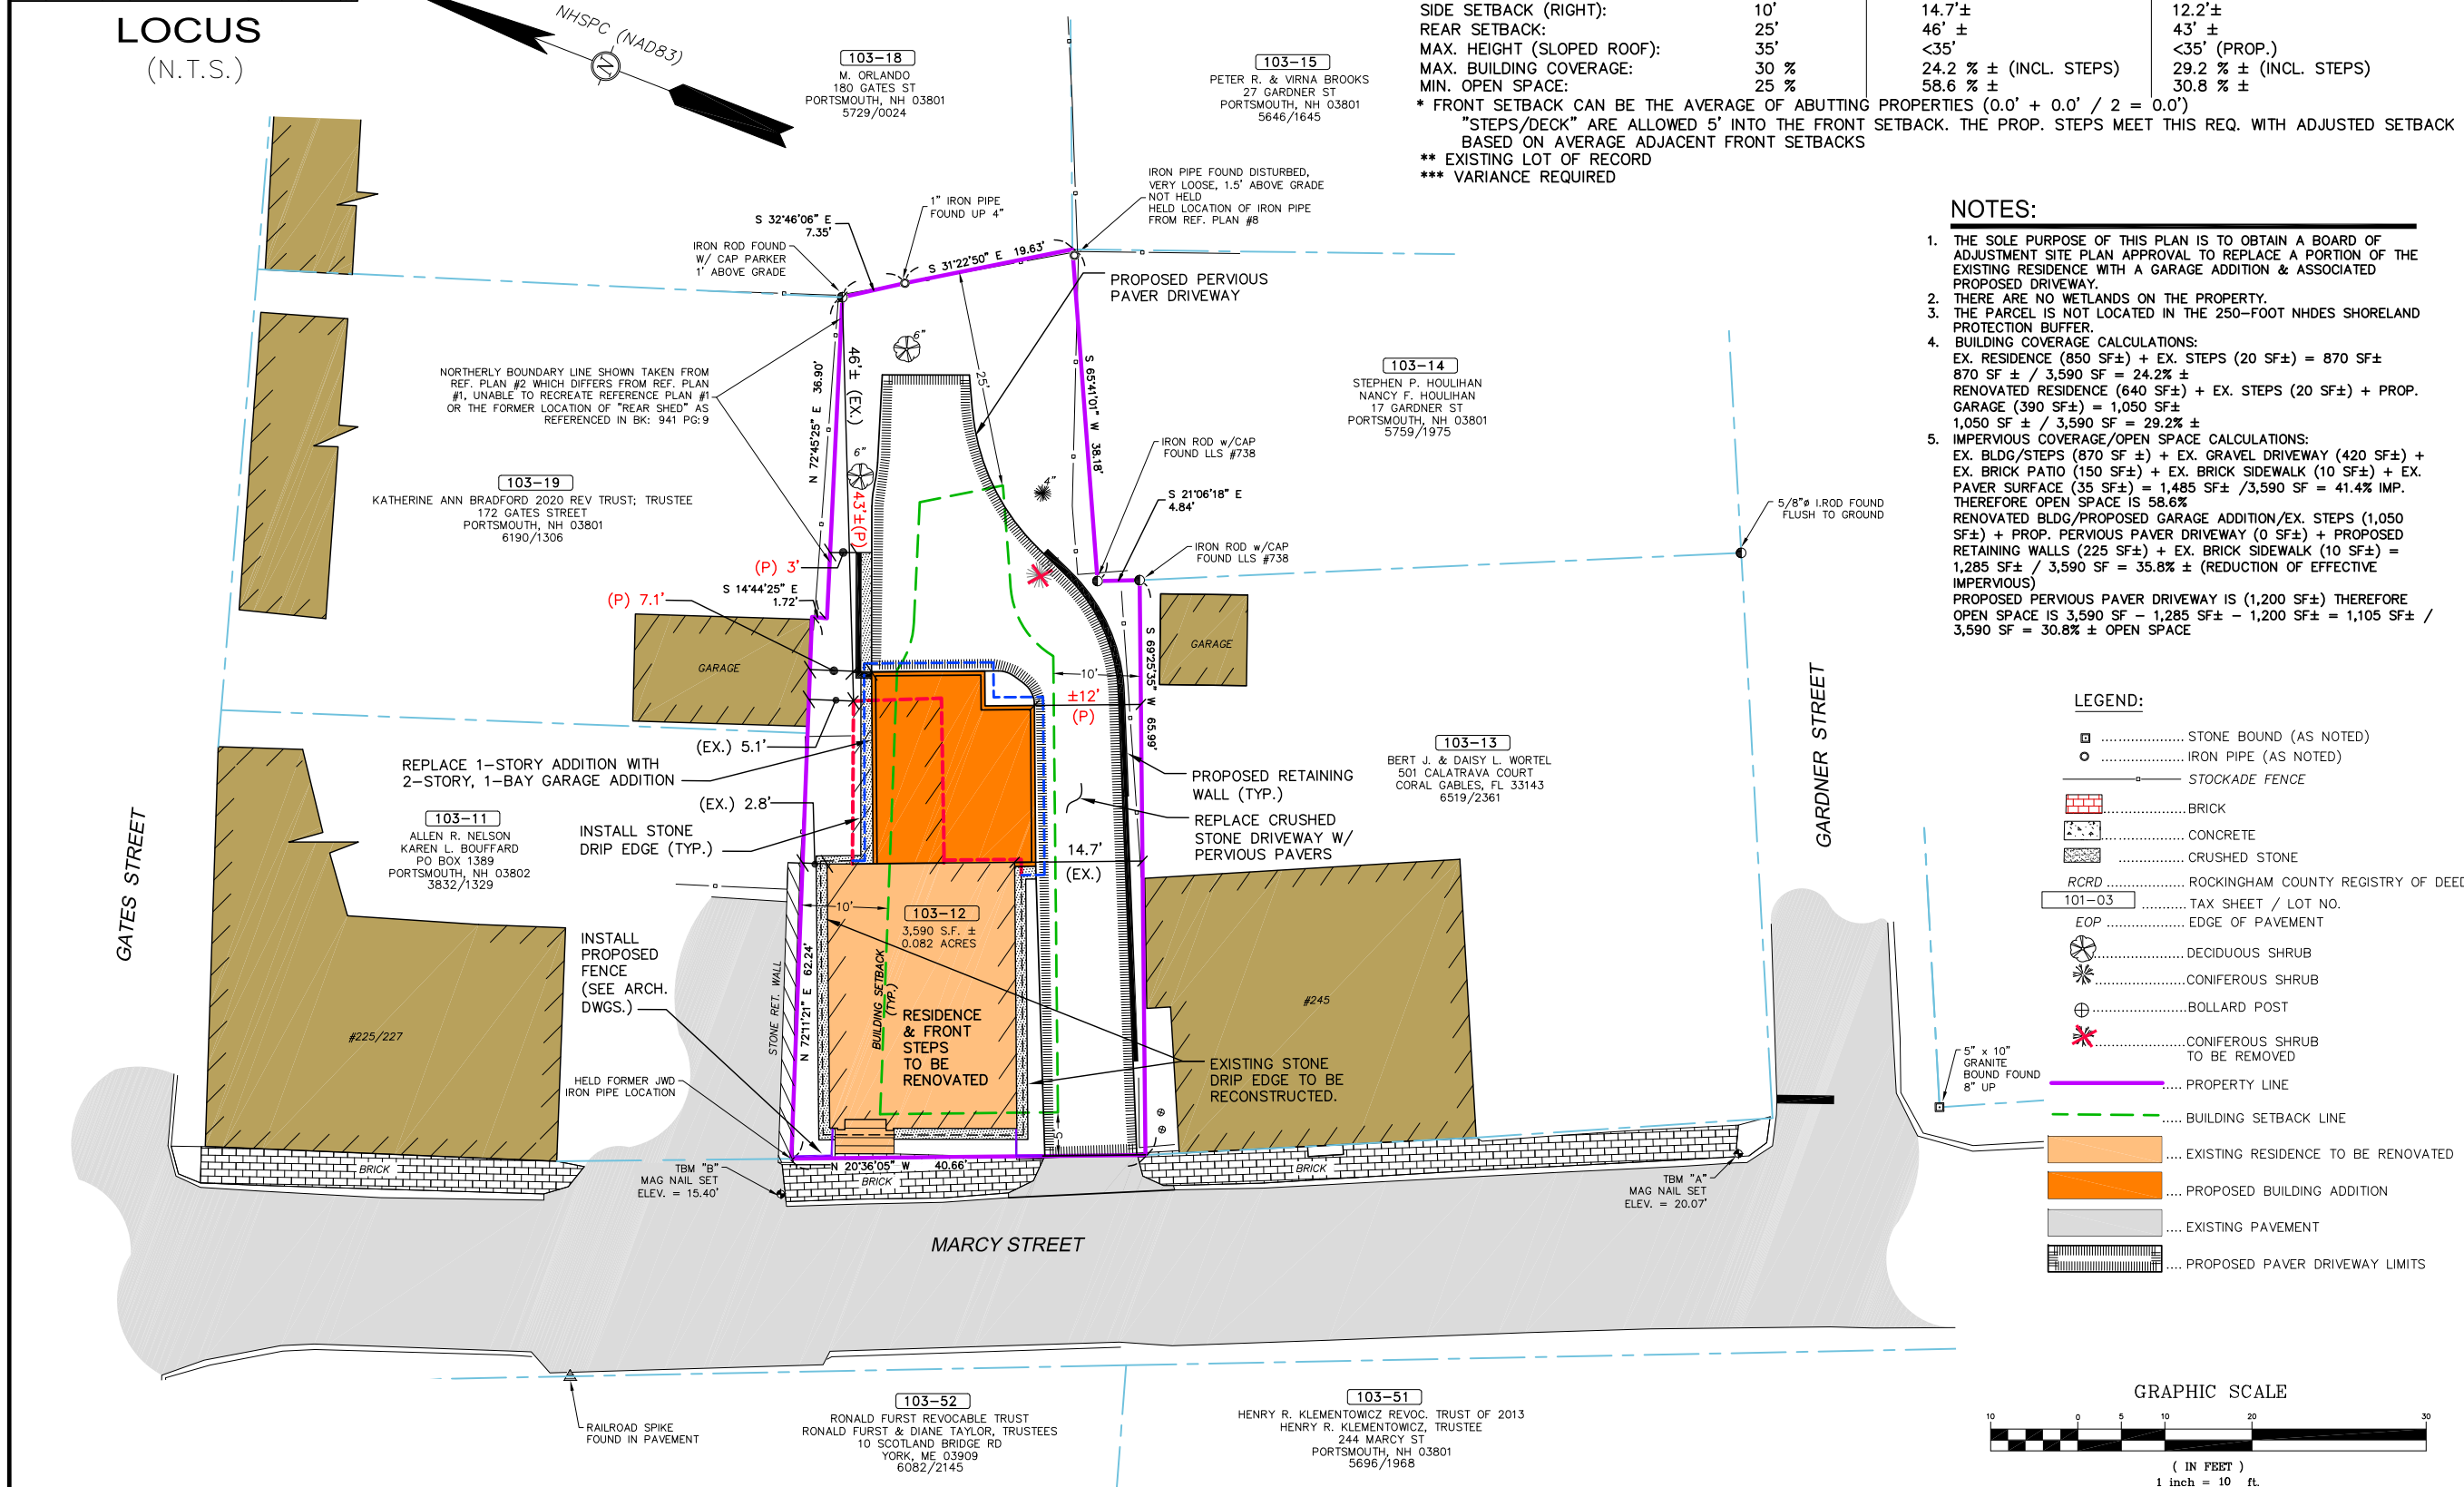 LOCUS
(N.T.S.)
NHSPC (NAD83)
N
103-18
M. ORLANDO
180 GATES ST
PORTSMOUTH, NH 03801
5729/0024
103-15
PETER R. & VIRNA BROOKS
27 GARDNER ST
PORTSMOUTH, NH 03801
5646/1645
SIDE SETBACK (RIGHT): 10' 14.7'± 12.2'±
REAR SETBACK: 25' 46' ± 43' ±
MAX. HEIGHT (SLOPED ROOF): 35' <35' <35' (PROP.)
MAX. BUILDING COVERAGE: 30 % 24.2 % ± (INCL. STEPS) 29.2 % ± (INCL. STEPS)
MIN. OPEN SPACE: 25 % 58.6 % ± 30.8 % ±
* FRONT SETBACK CAN BE THE AVERAGE OF ABUTTING PROPERTIES (0.0' + 0.0' / 2 = 0.0')
"STEPS/DECK" ARE ALLOWED 5' INTO THE FRONT SETBACK. THE PROP. STEPS MEET THIS REQ. WITH ADJUSTED SETBACK
BASED ON AVERAGE ADJACENT FRONT SETBACKS
** EXISTING LOT OF RECORD
*** VARIANCE REQUIRED
NOTES:
1. THE SOLE PURPOSE OF THIS PLAN IS TO OBTAIN A BOARD OF
ADJUSTMENT SITE PLAN APPROVAL TO REPLACE A PORTION OF THE
EXISTING RESIDENCE WITH A GARAGE ADDITION & ASSOCIATED
PROPOSED DRIVEWAY.
2. THERE ARE NO WETLANDS ON THE PROPERTY.
3. THE PARCEL IS NOT LOCATED IN THE 250-FOOT NHDES SHORELAND
PROTECTION BUFFER.
4. BUILDING COVERAGE CALCULATIONS:
EX. RESIDENCE (850 SF±) + EX. STEPS (20 SF±) = 870 SF±
870 SF ± / 3,590 SF = 24.2% ±
RENOVATED RESIDENCE (640 SF±) + EX. STEPS (20 SF±) + PROP.
GARAGE (390 SF±) = 1,050 SF±
1,050 SF ± / 3,590 SF = 29.2% ±
5. IMPERVIOUS COVERAGE/OPEN SPACE CALCULATIONS:
EX. BLDG/STEPS (870 SF ±) + EX. GRAVEL DRIVEWAY (420 SF±) +
EX. BRICK PATIO (150 SF±) + EX. BRICK SIDEWALK (10 SF±) + EX.
PAVER SURFACE (35 SF±) = 1,485 SF± /3,590 SF = 41.4% IMP.
THEREFORE OPEN SPACE IS 58.6%
RENOVATED BLDG/PROPOSED GARAGE ADDITION/EX. STEPS (1,050
SF±) + PROP. PERVIOUS PAVER DRIVEWAY (0 SF±) + PROPOSED
RETAINING WALLS (225 SF±) + EX. BRICK SIDEWALK (10 SF±) =
1,285 SF± / 3,590 SF = 35.8% ± (REDUCTION OF EFFECTIVE
IMPERVIOUS)
PROPOSED PERVIOUS PAVER DRIVEWAY IS (1,200 SF±) THEREFORE
OPEN SPACE IS 3,590 SF - 1,285 SF± - 1,200 SF± = 1,105 SF± /
3,590 SF = 30.8% ± OPEN SPACE
IRON PIPE FOUND DISTURBED,
VERY LOOSE, 1.5' ABOVE GRADE
NOT HELD
HELD LOCATION OF IRON PIPE
FROM REF. PLAN #8
1" IRON PIPE
FOUND UP 4"
S 32°46'06" E
7.35'
IRON ROD FOUND
W/ CAP PARKER
1' ABOVE GRADE
S 31°22'50" E 19.63'
PROPOSED PERVIOUS
PAVER DRIVEWAY
6"
25'
46'± (EX.)
N 72°45'25" E 36.90'
S 65°41'01" W 38.18'
NORTHERLY BOUNDARY LINE SHOWN TAKEN FROM
REF. PLAN #2 WHICH DIFFERS FROM REF. PLAN
#1, UNABLE TO RECREATE REFERENCE PLAN #1
OR THE FORMER LOCATION OF "REAR SHED" AS
REFERENCED IN BK: 941 PG:9
103-14
STEPHEN P. HOULIHAN
NANCY F. HOULIHAN
17 GARDNER ST
PORTSMOUTH, NH 03801
5759/1975
6"
43'±(P)
4"
IRON ROD w/CAP
FOUND LLS #738
S 21°06'18" E
4.84'
IRON ROD w/CAP
FOUND LLS #738
5/8"ø I.ROD FOUND
FLUSH TO GROUND
103-19
KATHERINE ANN BRADFORD 2020 REV TRUST; TRUSTEE
172 GATES STREET
PORTSMOUTH, NH 03801
6190/1306
(P) 3'
S 14°44'25" E
1.72'
(P) 7.1'
GARAGE
GARAGE
10'
±12'
(P)
S 69°25'35" W 65.99'
(EX.) 5.1'
REPLACE 1-STORY ADDITION WITH
2-STORY, 1-BAY GARAGE ADDITION
(EX.) 2.8'
INSTALL STONE
DRIP EDGE (TYP.)
103-11
ALLEN R. NELSON
KAREN L. BOUFFARD
PO BOX 1389
PORTSMOUTH, NH 03802
3832/1329
103-13
BERT J. & DAISY L. WORTEL
501 CALATRAVA COURT
CORAL GABLES, FL 33143
6519/2361
PROPOSED RETAINING
WALL (TYP.)
REPLACE CRUSHED
STONE DRIVEWAY W/
PERVIOUS PAVERS
14.7'
(EX.)
GATES STREET
GARDNER STREET
10'
103-12
3,590 S.F. ±
0.082 ACRES
INSTALL
PROPOSED
FENCE
(SEE ARCH.
DWGS.)
STONE RET. WALL
N 72°11'21" E 62.24'
BUILDING SETBACK
(TYP.)
RESIDENCE
& FRONT
STEPS
TO BE
RENOVATED
#225/227
#245
EXISTING STONE
DRIP EDGE TO BE
RECONSTRUCTED.
HELD FORMER JWD
IRON PIPE LOCATION
5'
BRICK
N 20°36'05" W 40.66'
BRICK
BRICK
TBM "B"
MAG NAIL SET
ELEV. = 15.40'
TBM "A"
MAG NAIL SET
ELEV. = 20.07'
MARCY STREET
5" x 10"
GRANITE
BOUND FOUND
8" UP
LEGEND:
STONE BOUND (AS NOTED)
IRON PIPE (AS NOTED)
STOCKADE FENCE
BRICK
CONCRETE
CRUSHED STONE
RCRD ROCKINGHAM COUNTY REGISTRY OF DEED
101-03 TAX SHEET / LOT NO.
EOP EDGE OF PAVEMENT
DECIDUOUS SHRUB
CONIFEROUS SHRUB
BOLLARD POST
CONIFEROUS SHRUB
TO BE REMOVED
PROPERTY LINE
BUILDING SETBACK LINE
EXISTING RESIDENCE TO BE RENOVATED
PROPOSED BUILDING ADDITION
EXISTING PAVEMENT
PROPOSED PAVER DRIVEWAY LIMITS
RAILROAD SPIKE
FOUND IN PAVEMENT
103-52
RONALD FURST REVOCABLE TRUST
RONALD FURST & DIANE TAYLOR, TRUSTEES
10 SCOTLAND BRIDGE RD
YORK, ME 03909
6082/2145
103-51
HENRY R. KLEMENTOWICZ REVOC. TRUST OF 2013
HENRY R. KLEMENTOWICZ, TRUSTEE
244 MARCY ST
PORTSMOUTH, NH 03801
5696/1968
GRAPHIC SCALE
10 0 5 10 20 30
( IN FEET )
1 inch = 10 ft.